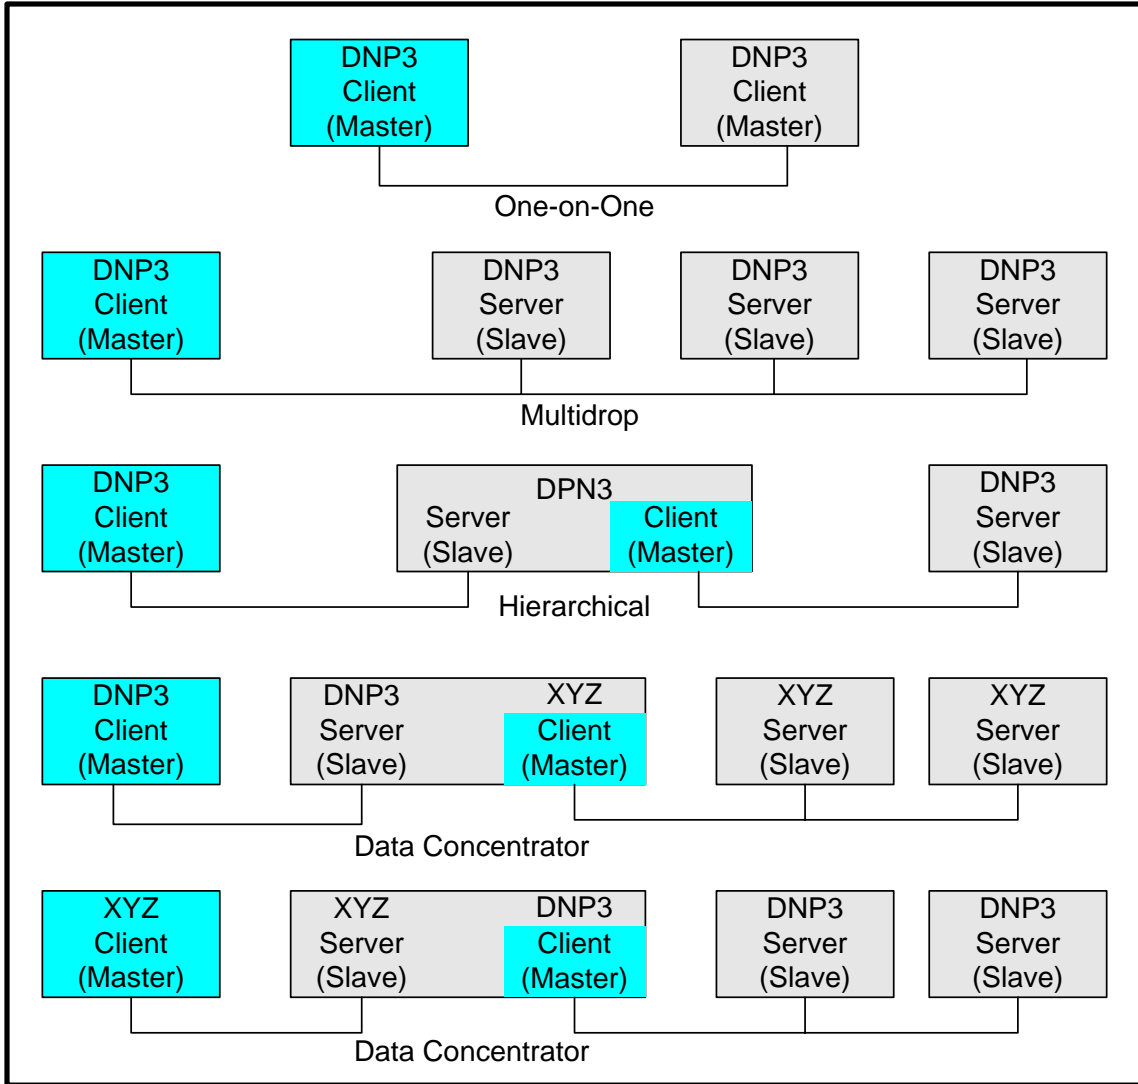 DNP3
Client
(Master)
DNP3
Client
(Master)
One-on-One
DNP3
Client
(Master)
DNP3
Server
(Slave)
DNP3
Server
(Slave)
DNP3
Server
(Slave)
Multidrop
DNP3
Client
(Master)
DPN3
Server
(Slave)
Client
(Master)
DNP3
Server
(Slave)
Hierarchical
DNP3
Client
(Master)
DNP3
Server
(Slave)
XYZ
Client
(Master)
XYZ
Server
(Slave)
XYZ
Server
(Slave)
Data Concentrator
XYZ
Client
(Master)
XYZ
Server
(Slave)
DNP3
Client
(Master)
DNP3
Server
(Slave)
DNP3
Server
(Slave)
Data Concentrator